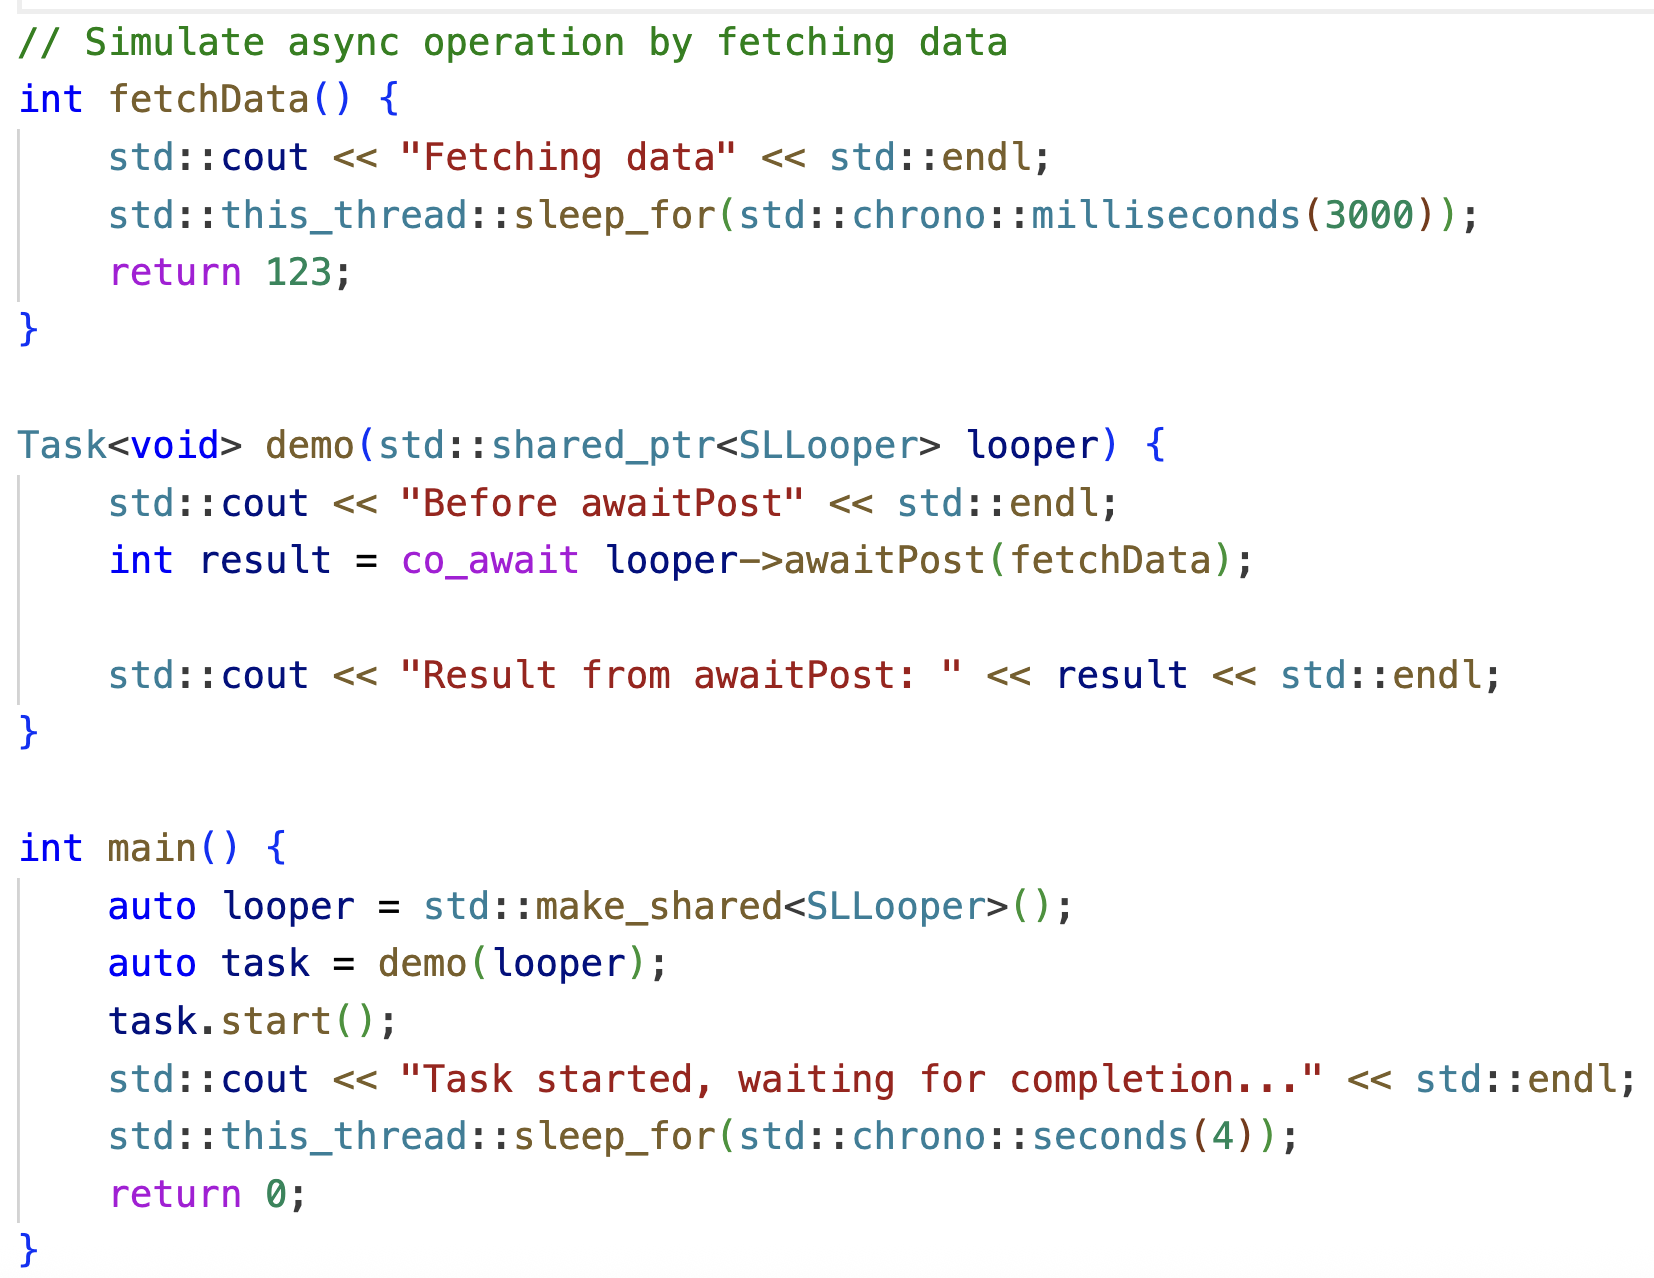 // Simulate async operation by fetching data
int fetchData() {
    std::cout << "Fetching data" << std::endl;
    std::this_thread::sleep_for(std::chrono::milliseconds(3000));
    return 123;
}

Task<void> demo(std::shared_ptr<SLLooper> looper) {
    std::cout << "Before awaitPost" << std::endl;
    int result = co_await looper->awaitPost(fetchData);

    std::cout << "Result from awaitPost: " << result << std::endl;
}

int main() {
    auto looper = std::make_shared<SLLooper>();
    auto task = demo(looper);
    task.start();
    std::cout << "Task started, waiting for completion..." << std::endl;
    std::this_thread::sleep_for(std::chrono::seconds(4));
    return 0;
}